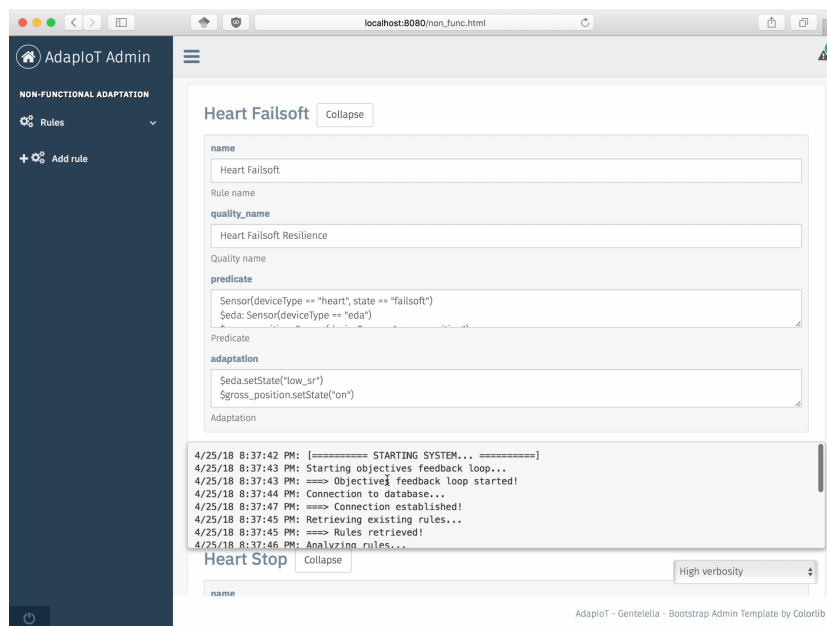 localhost:8080/non_func.html
AdapIoT Admin
NON-FUNCTIONAL ADAPTATION
Rules
Add rule
Heart Failsoft
Collapse
name
Heart Failsoft
Rule name
quality_name
Heart Failsoft Resilience
Quality name
predicate
Sensor(deviceType == "heart", state == "failsoft")
$eda: Sensor(deviceType == "eda")
Predicate
adaptation
$eda.setState("low_sr")
$gross_position.setState("on")
Adaptation
4/25/18 8:37:42 PM: [========== STARTING SYSTEM... ==========]
4/25/18 8:37:43 PM: Starting objectives feedback loop...
4/25/18 8:37:43 PM: ===> Objectives feedback loop started!
4/25/18 8:37:44 PM: Connection to database...
4/25/18 8:37:47 PM: ===> Connection established!
4/25/18 8:37:45 PM: Retrieving existing rules...
4/25/18 8:37:45 PM: ===> Rules retrieved!
4/25/18 8:37:46 PM: Analyzing rules...
Heart Stop
Collapse
name
High verbosity
AdapIoT - Gentelella - Bootstrap Admin Template by Colorlib